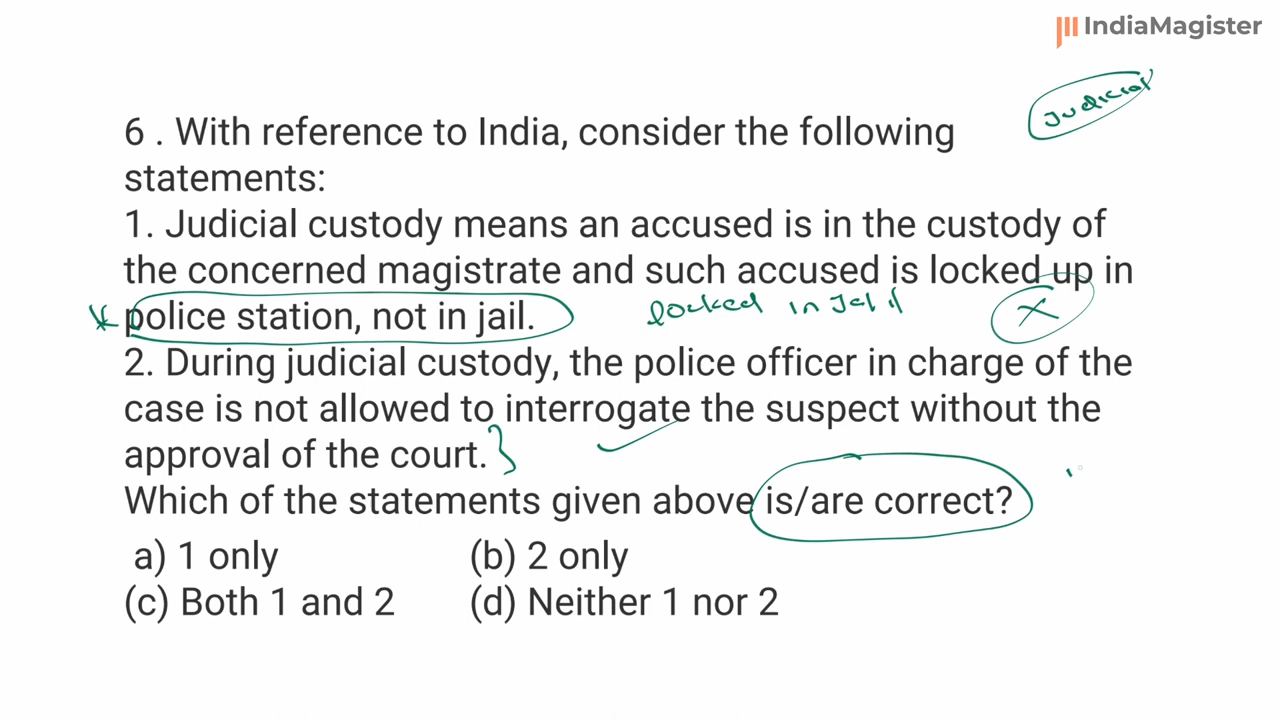 IndiaMagister
Judicial
6 . With reference to India, consider the following
statements:
1. Judicial custody means an accused is in the custody of
the concerned magistrate and such accused is locked up in
police station, not in jail.
locked in Jail
2. During judicial custody, the police officer in charge of the
case is not allowed to interrogate the suspect without the
approval of the court.
Which of the statements given above is/are correct?
a) 1 only (b) 2 only
(c) Both 1 and 2 (d) Neither 1 nor 2